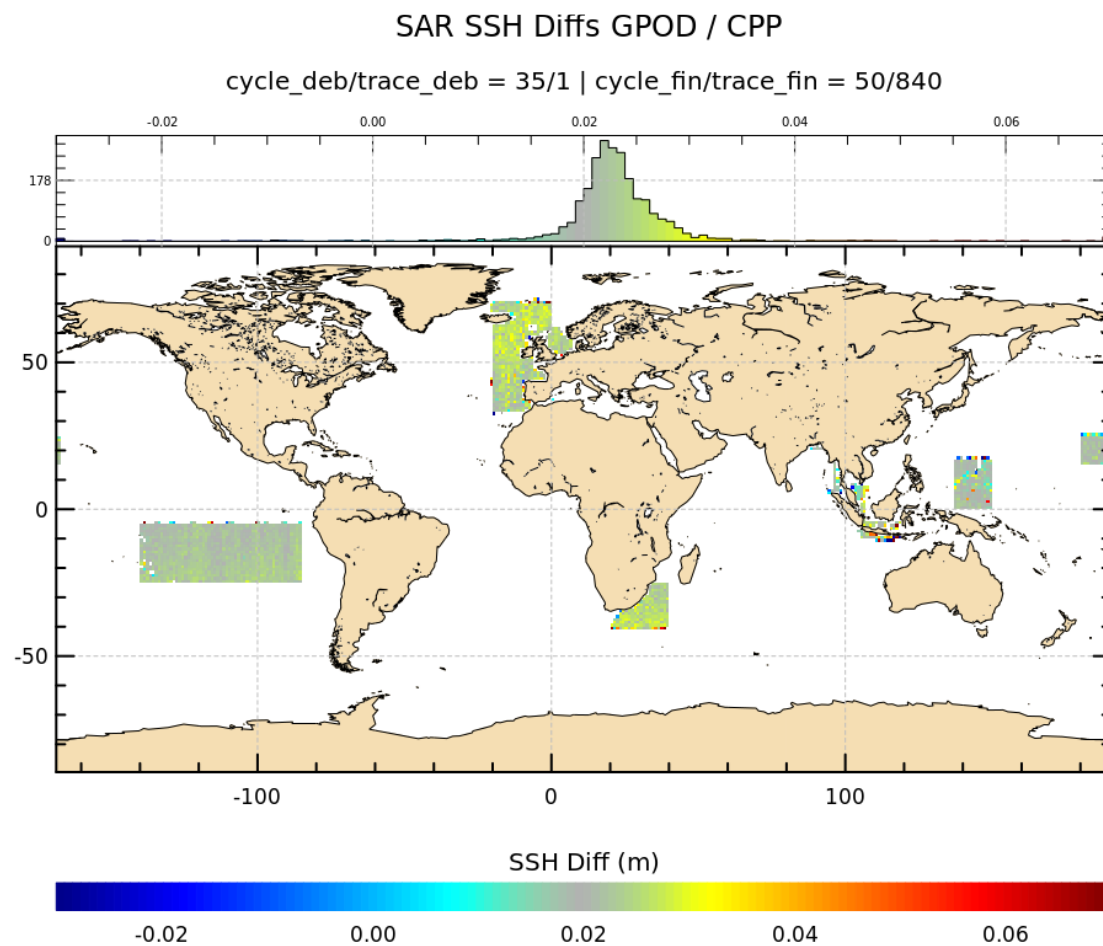 SAR SSH Diffs GPOD / CPP
cycle_deb/trace_deb = 35/1 | cycle_fin/trace_fin = 50/840
-0.02 0.00 0.02 0.04 0.06
178
0
50
0
-50
-100 0 100
SSH Diff (m)
-0.02 0.00 0.02 0.04 0.06